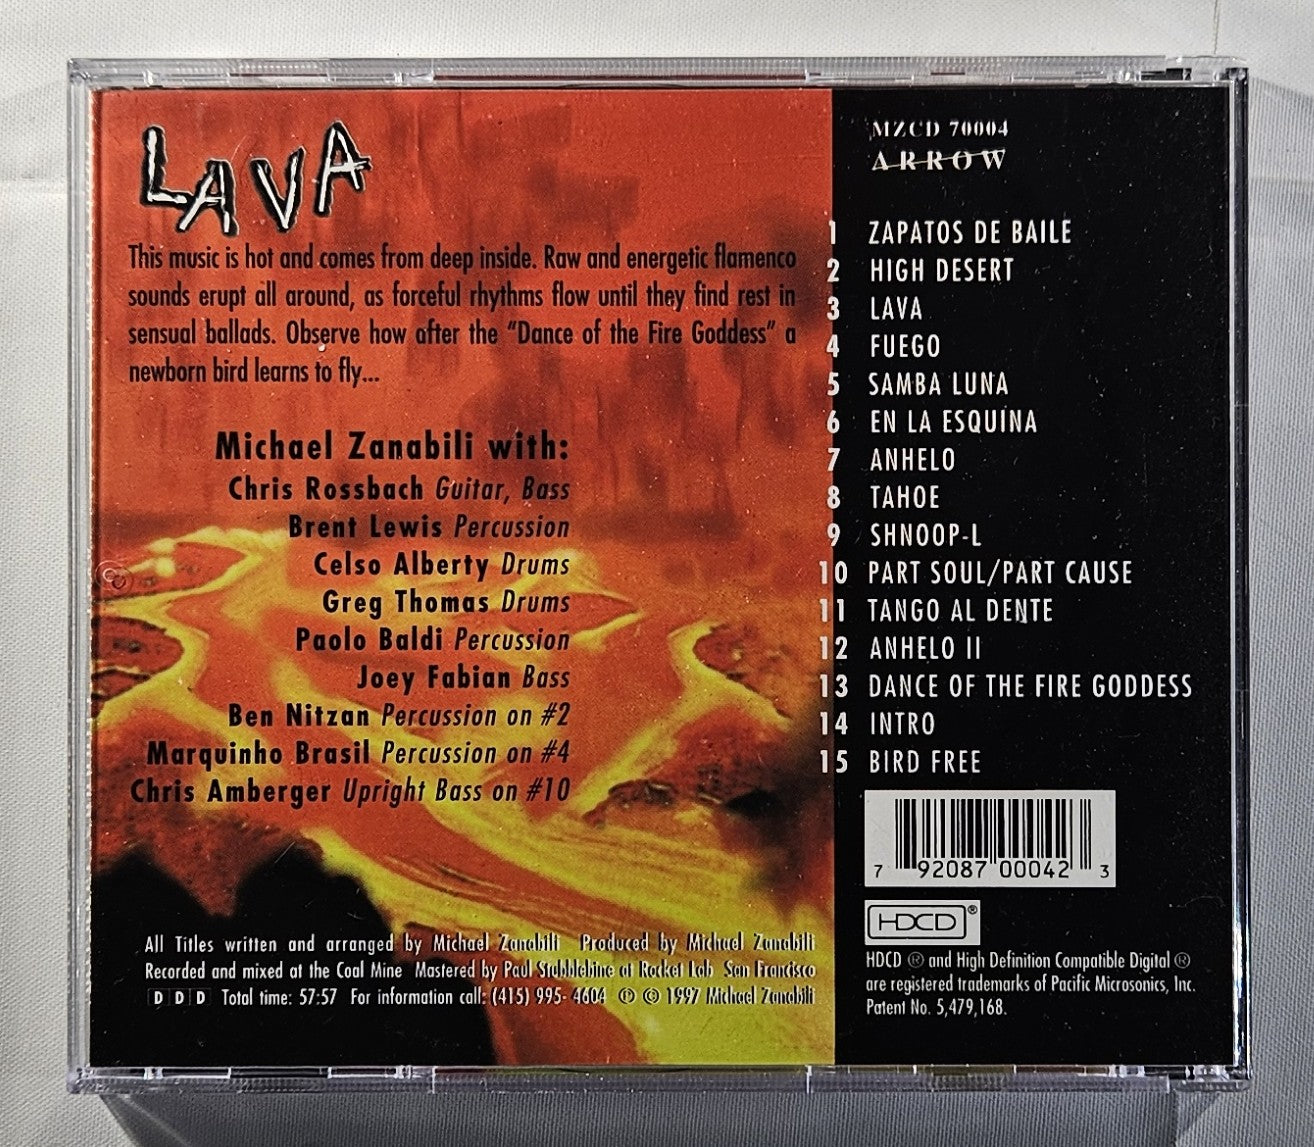 LAVA
This music is hot and comes from deep inside. Raw and energetic flamenco
sounds erupt all around, as forceful rhythms flow until they find rest in
sensual ballads. Observe how after the "Dance of the Fire Goddess" a
newborn bird learns to fly...
Michael Zanabili with:
Chris Rossbach Guitar, Bass
Brent Lewis Percussion
Celso Alberty Drums
Greg Thomas Drums
Paolo Baldi Percussion
Joey Fabian Bass
Ben Nitzan Percussion on #2
Marquinho Brasil Percussion on #4
Chris Amberger Upright Bass on #10
All Titles written and arranged by Michael Zanabili Produced by Michael Zanabili
Recorded and mixed at the Coal Mine Mastered by Paul Stubblebine at Rocket Lab San Francisco
D D D Total time: 57:57 For information call: (415) 995-4604 ℗ © 1997 Michael Zanabili
MZCD 70004
ARROW
1 ZAPATOS DE BAILE
2 HIGH DESERT
3 LAVA
4 FUEGO
5 SAMBA LUNA
6 EN LA ESQUINA
7 ANHELO
8 TAHOE
9 SHNOOP-L
10 PART SOUL/PART CAUSE
11 TANGO AL DENTE
12 ANHELO II
13 DANCE OF THE FIRE GODDESS
14 INTRO
15 BIRD FREE
7 92087 00042 3
HDCD ®
HDCD ® and High Definition Compatible Digital ®
are registered trademarks of Pacific Microsonics, Inc.
Patent No. 5,479,168.